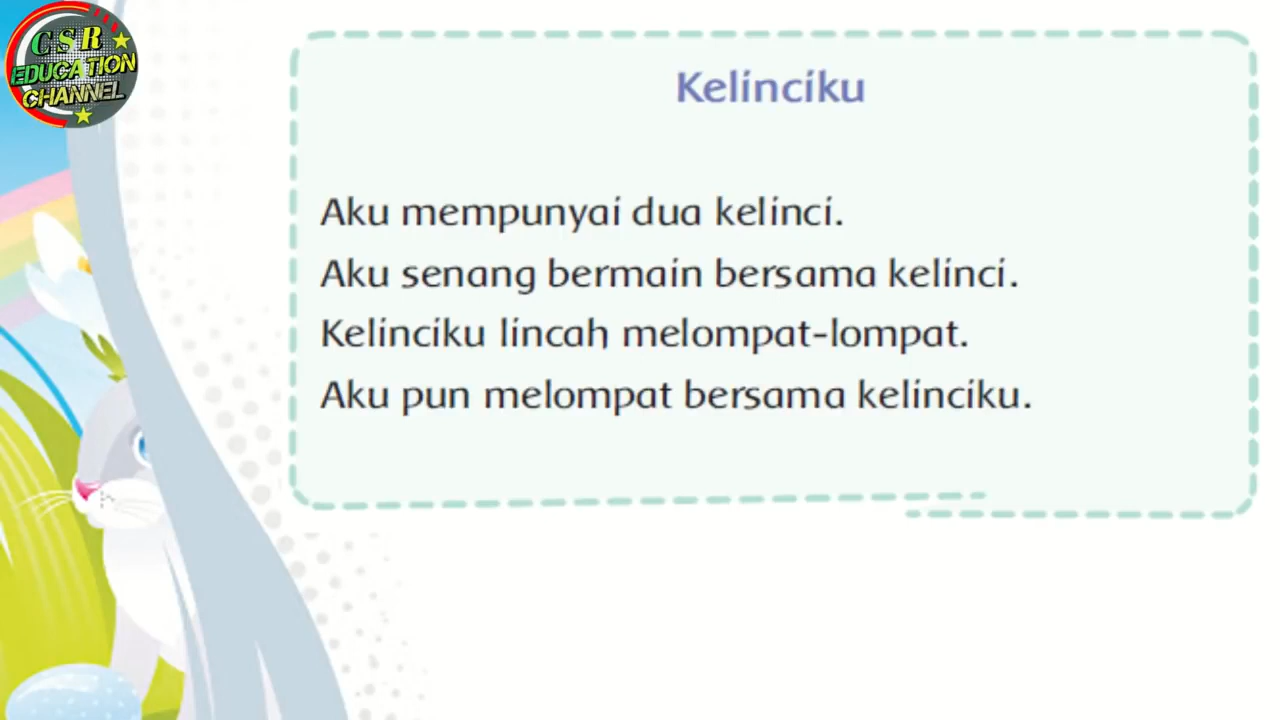 CSR
EDUCATION
CHANNEL
Kelinciku
Aku mempunyai dua kelinci.
Aku senang bermain bersama kelinci.
Kelinciku lincah melompat-lompat.
Aku pun melompat bersama kelinciku.